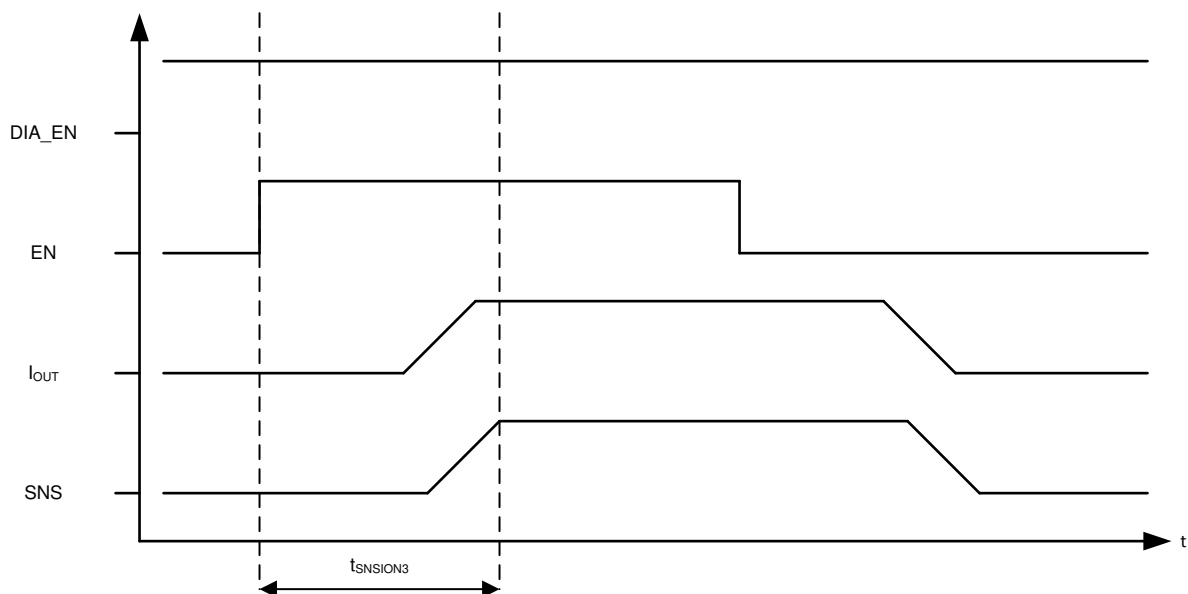 DIA_EN
EN
IOUT
SNS
t
tSNSION3